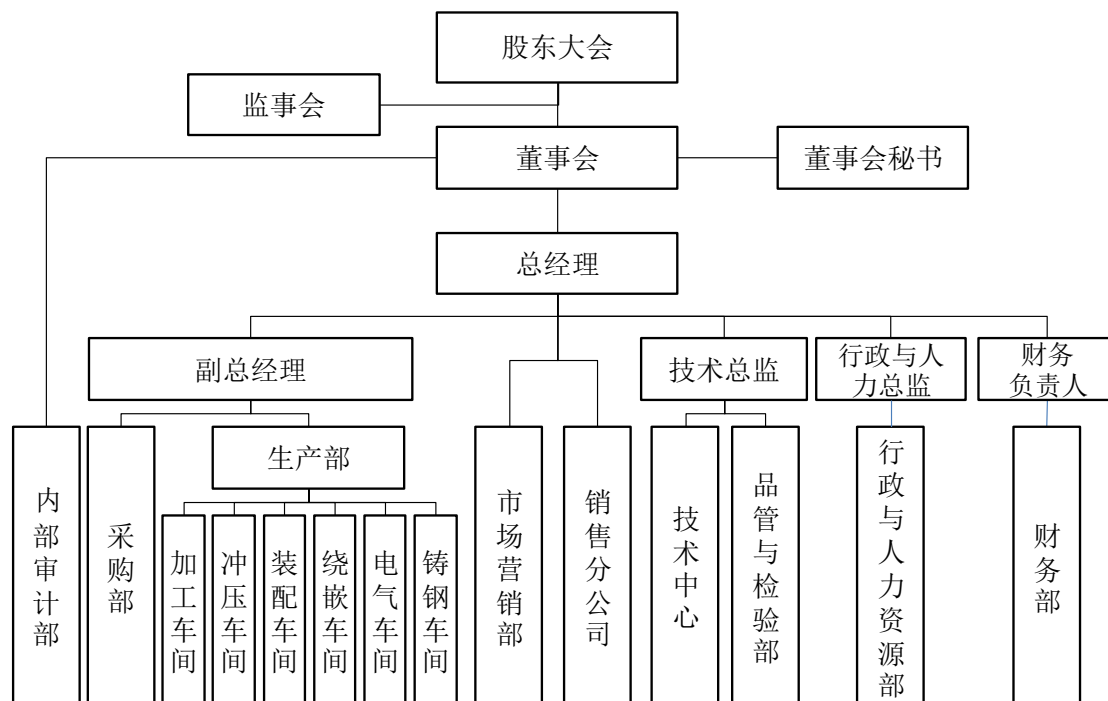 股东大会
监事会
董事会
董事会秘书
总经理
副总经理
技术总监
行政与人
力总监
财务
负责人
内部审计部
采购部
生产部
加工车间
冲压车间
装配车间
绕嵌车间
电气车间
铸钢车间
市场营销部
销售分公司
技术中心
品管与检验部
行政与人力资源部
财务部